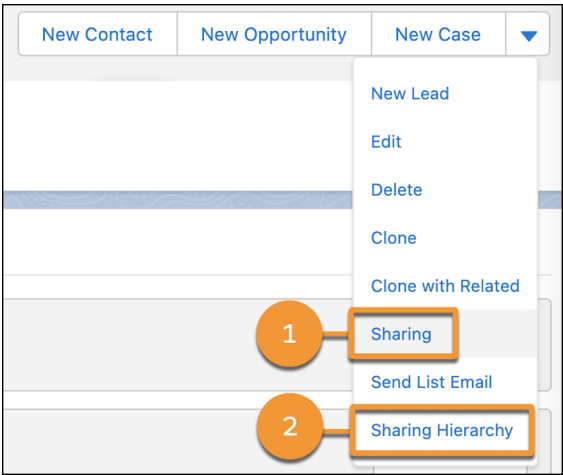 New Contact
New Opportunity
New Case
New Lead
Edit
Delete
Clone
Clone with Related
1
Sharing
Send List Email
2
Sharing Hierarchy